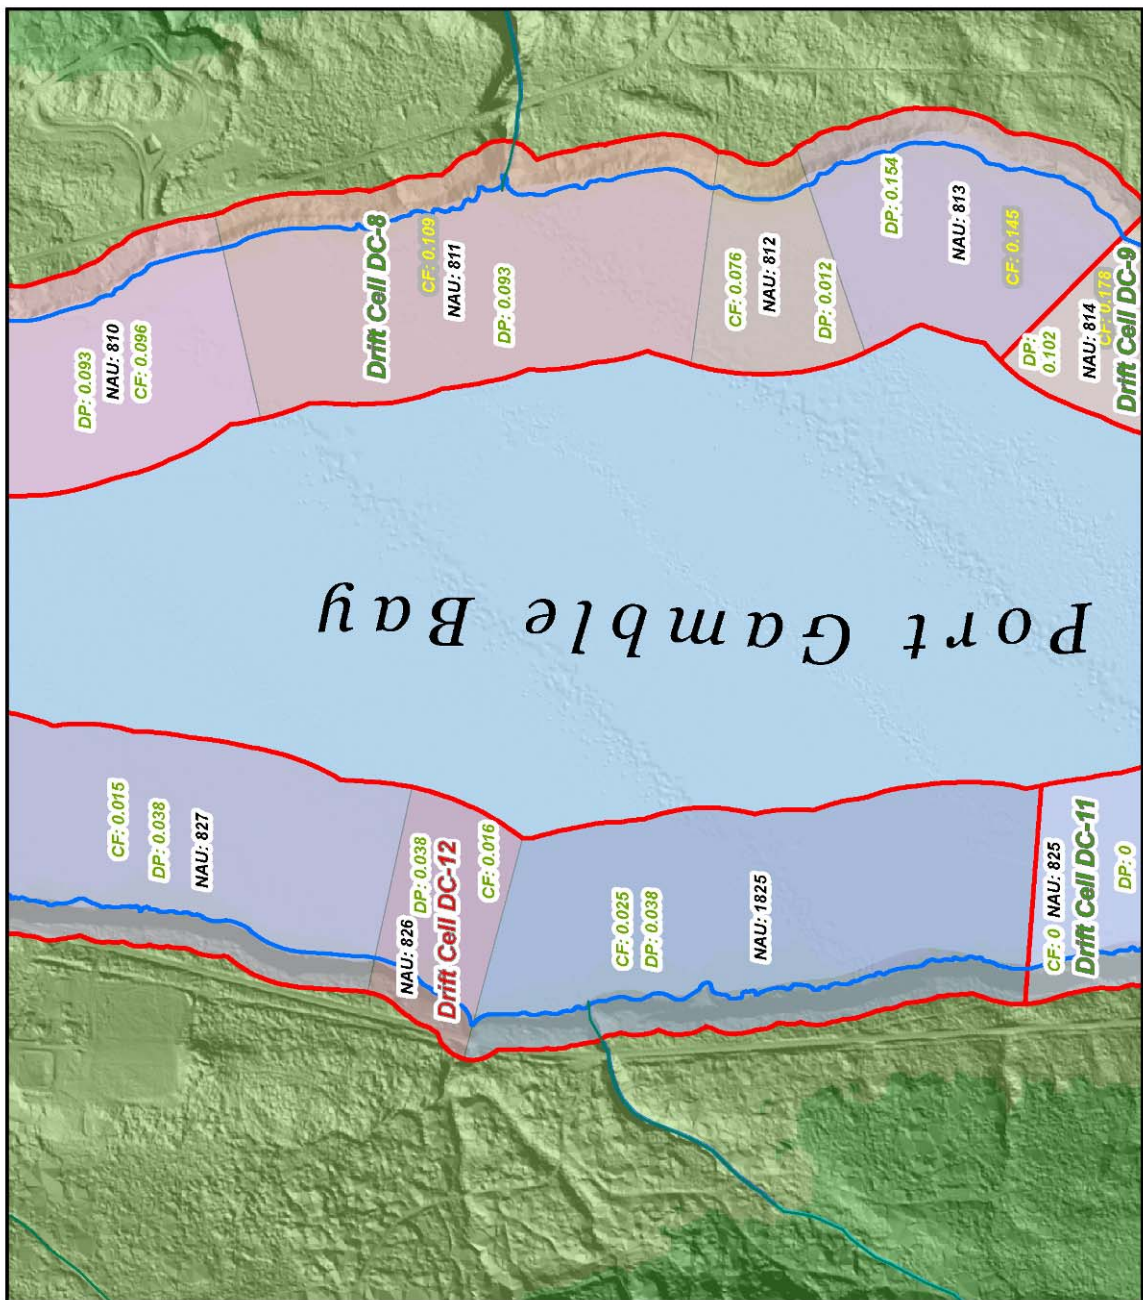 DP: 0.093
NAU: 810
CF: 0.096
Drift Cell DC-8
CF: 0.109
NAU: 811
DP: 0.093
CF: 0.076
NAU: 812
DP: 0.012
DP: 0.154
NAU: 813
CF: 0.145
DP:
0.102
NAU: 814
CF: 0.178
Drift Cell DC-9
Port Gamble Bay
CF: 0.015
DP: 0.038
NAU: 827
NAU: 826
DP: 0.038
Drift Cell DC-12
CF: 0.016
CF: 0.025
DP: 0.038
NAU: 1825
CF: 0
NAU: 825
Drift Cell DC-11
DP: 0